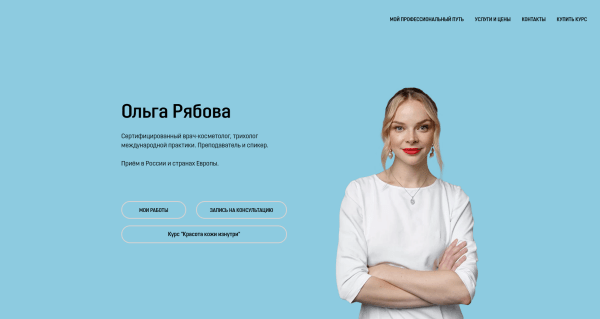 МОЙ ПРОФЕССИОНАЛЬНЫЙ ПУТЬ УСЛУГИ И ЦЕНЫ КОНТАКТЫ КУПИТЬ КУРС
Ольга Рябова
Сертифицированный врач-косметолог, трихолог
международной практики. Преподаватель и спикер.
Приём в России и странах Европы.
МОИ РАБОТЫ ЗАПИСЬ НА КОНСУЛЬТАЦИЮ
Курс "Красота кожи изнутри"